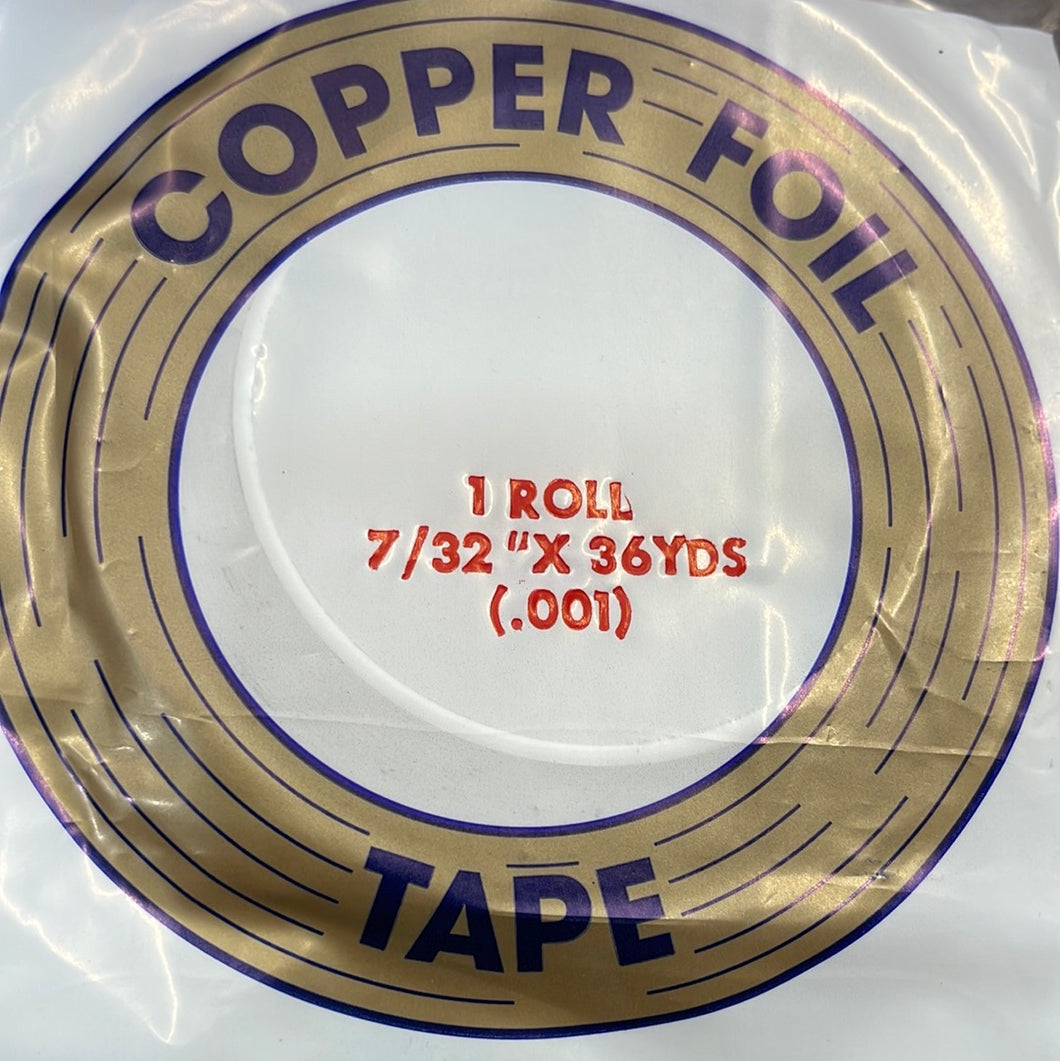 COPPER FOIL
1 ROLL
7/32 "X 36YDS
(.001)
TAPE